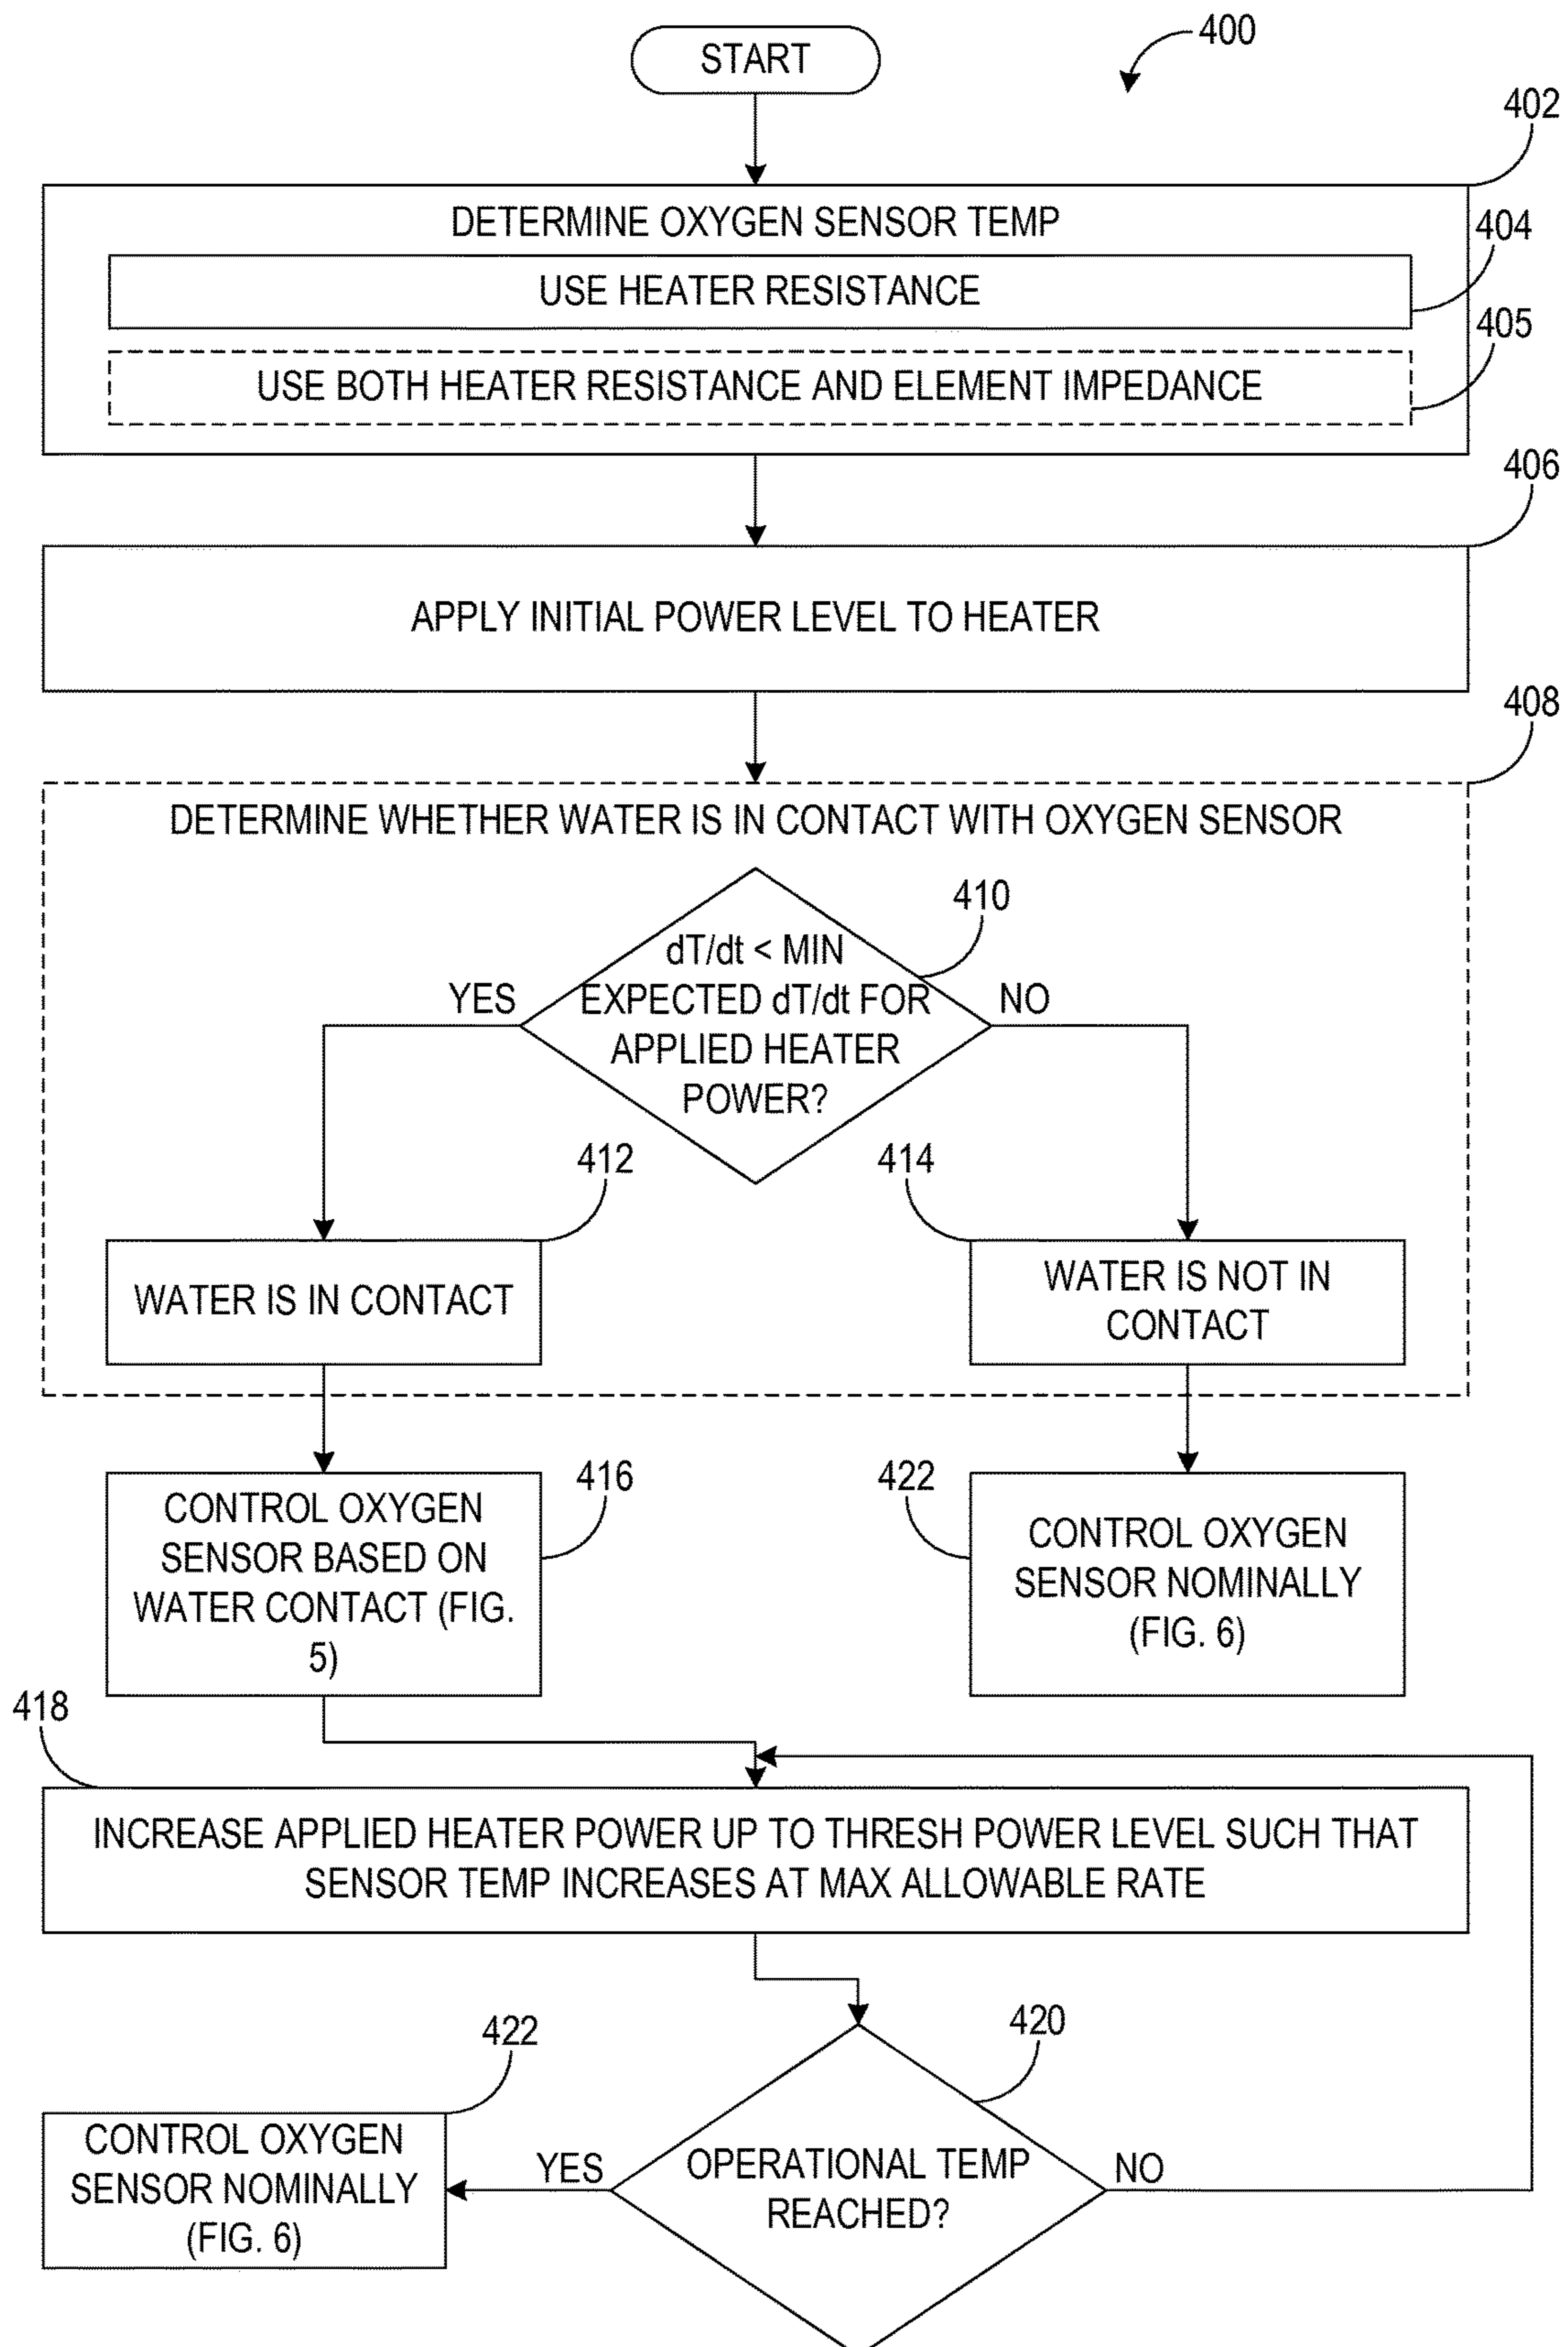 START
400
402
DETERMINE OXYGEN SENSOR TEMP
404
USE HEATER RESISTANCE
405
USE BOTH HEATER RESISTANCE AND ELEMENT IMPEDANCE
406
APPLY INITIAL POWER LEVEL TO HEATER
408
DETERMINE WHETHER WATER IS IN CONTACT WITH OXYGEN SENSOR
410
dT/dt < MIN
EXPECTED dT/dt FOR
APPLIED HEATER
POWER?
YES
NO
412
414
WATER IS IN CONTACT
WATER IS NOT IN
CONTACT
416
CONTROL OXYGEN
SENSOR BASED ON
WATER CONTACT (FIG.
5)
422
CONTROL OXYGEN
SENSOR NOMINALLY
(FIG. 6)
418
INCREASE APPLIED HEATER POWER UP TO THRESH POWER LEVEL SUCH THAT
SENSOR TEMP INCREASES AT MAX ALLOWABLE RATE
420
OPERATIONAL TEMP
REACHED?
YES
NO
422
CONTROL OXYGEN
SENSOR NOMINALLY
(FIG. 6)